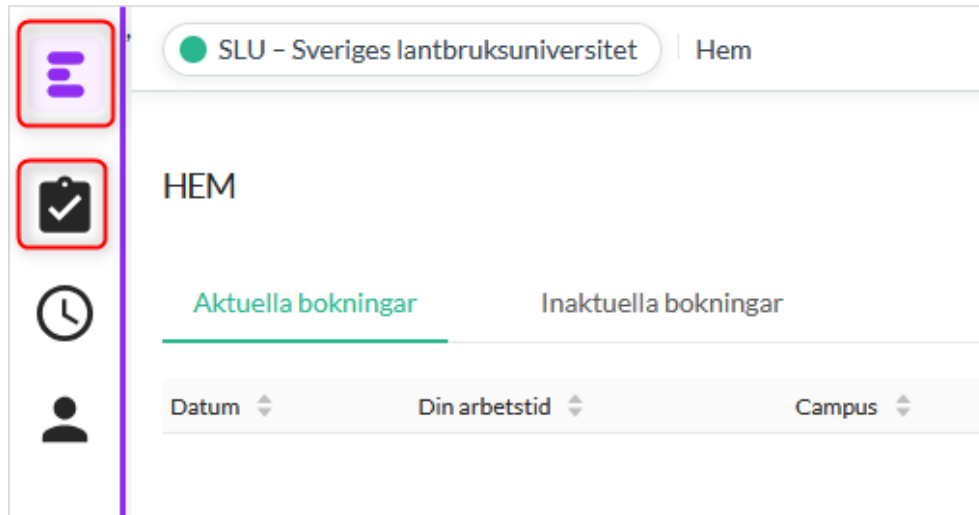 SLU – Sveriges lantbruksuniversitet Hem
HEM
Aktuella bokningar Inaktuella bokningar
Datum Din arbetstid Campus